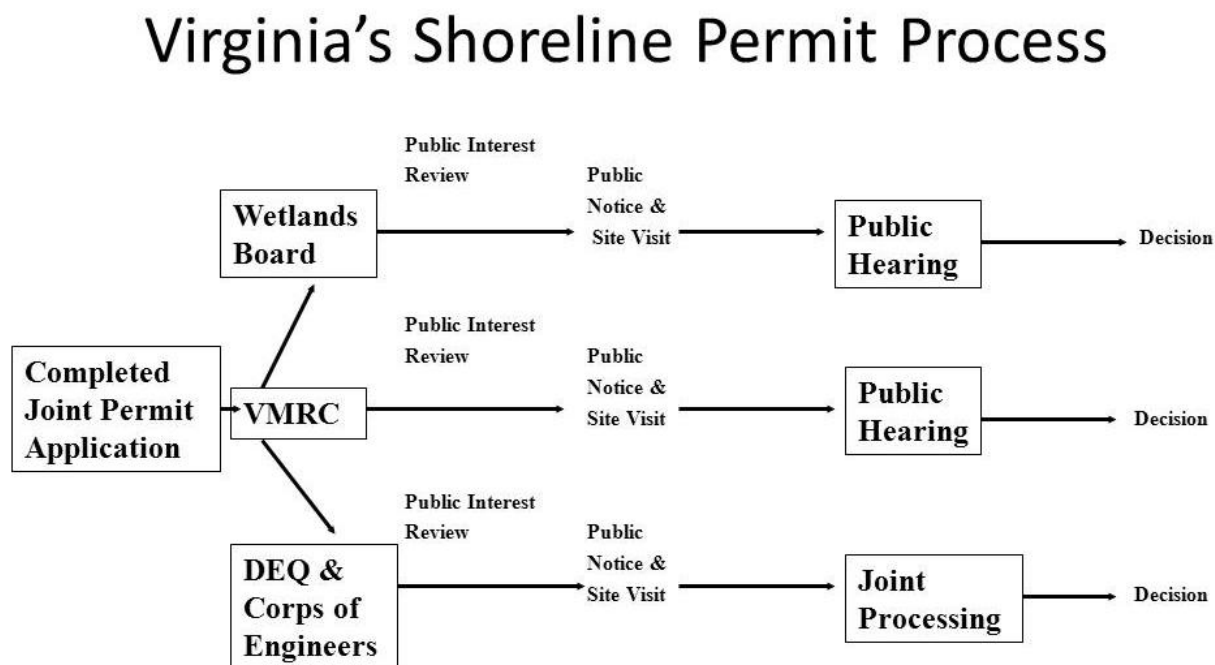 Virginia's Shoreline Permit Process
Public Interest
Review
Public
Notice &
Site Visit
Wetlands
Board
Public
Hearing
Decision
Public Interest
Review
Public
Notice &
Site Visit
Completed
Joint Permit
Application
VMRC
Public
Hearing
Decision
Public Interest
Review
Public
Notice &
Site Visit
DEQ &
Corps of
Engineers
Joint
Processing
Decision